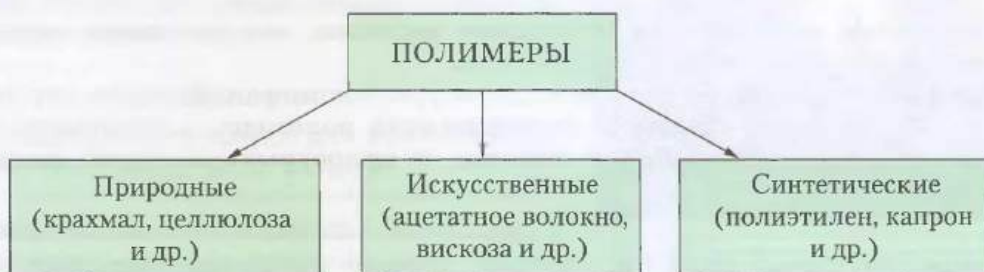 ПОЛИМЕРЫ
Природные
(крахмал, целлюлоза
и др.)
Искусственные
(ацетатное волокно,
вискоза и др.)
Синтетические
(полиэтилен, капрон
и др.)